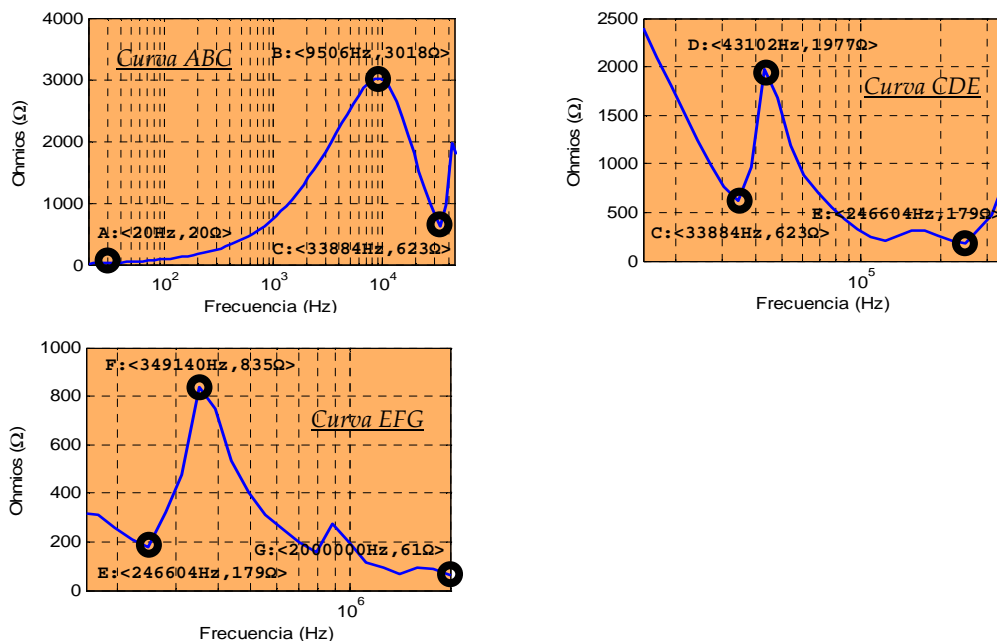 4000
3000
2000
1000
0
Ohmios (Ω)
Curva ABC
B:<9506Hz,3018Ω>
A:<20Hz,20Ω>
C:<33884Hz,623Ω>
10²
10³
10⁴
Frecuencia (Hz)
2500
2000
1500
1000
500
0
Ohmios (Ω)
D:<43102Hz,1977Ω>
Curva CDE
E:<246604Hz,179Ω>
C:<33884Hz,623Ω>
10⁵
Frecuencia (Hz)
1000
800
600
400
200
0
Ohmios (Ω)
F:<349140Hz,835Ω>
Curva EFG
G:<2000000Hz,61Ω>
E:<246604Hz,179Ω>
10⁶
Frecuencia (Hz)